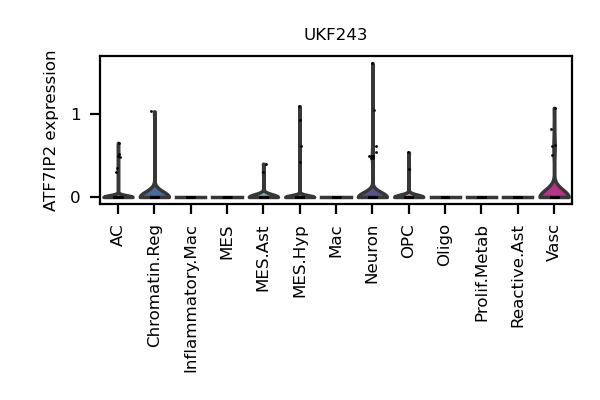 UKF243
ATF7IP2 expression
1
0
AC
Chromatin.Reg
Inflammatory.Mac
MES
MES.Ast
MES.Hyp
Mac
Neuron
OPC
Oligo
Prolif.Metab
Reactive.Ast
Vasc